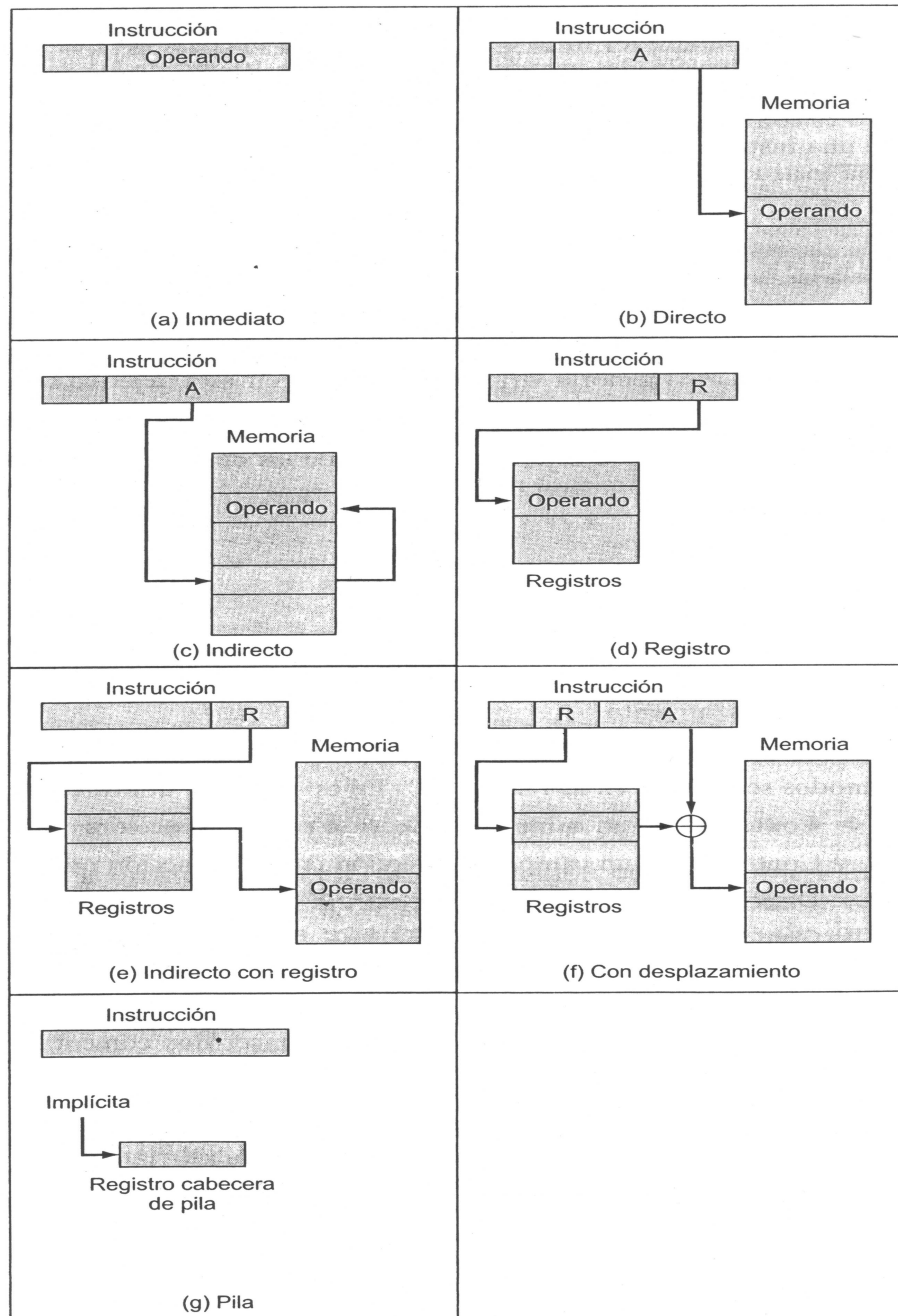 Instrucción
Operando
(a) Inmediato
Instrucción
A
Memoria
Operando
(b) Directo
Instrucción
A
Memoria
Operando
(c) Indirecto
Instrucción
R
Operando
Registros
(d) Registro
Instrucción
R
Memoria
Registros
Operando
(e) Indirecto con registro
Instrucción
R
A
Memoria
Registros
Operando
(f) Con desplazamiento
Instrucción
Implícita
Registro cabecera
de pila
(g) Pila